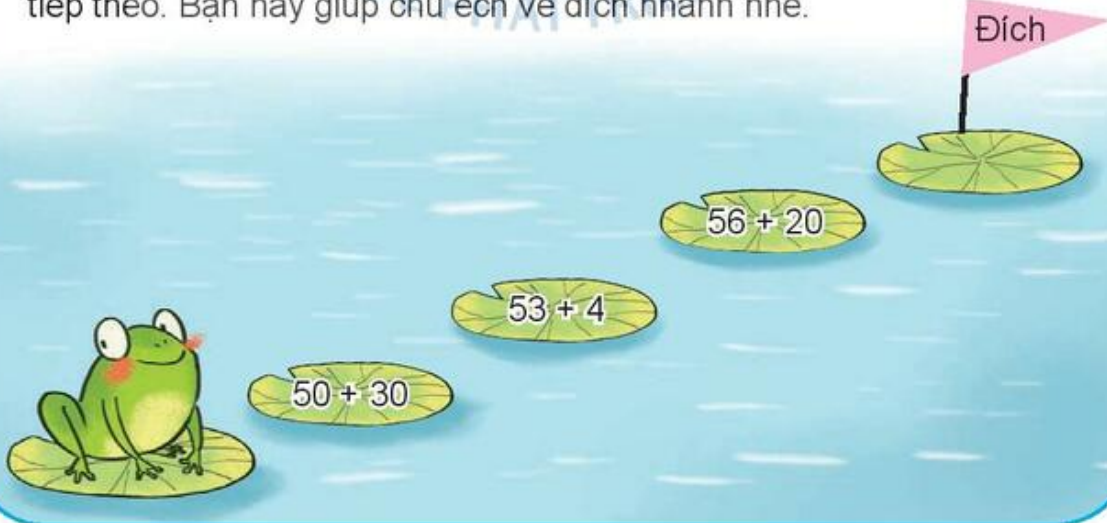 tiếp theo. Bạn hãy giúp chú ếch về đích nhanh nhé.
Đích
56 + 20
53 + 4
50 + 30